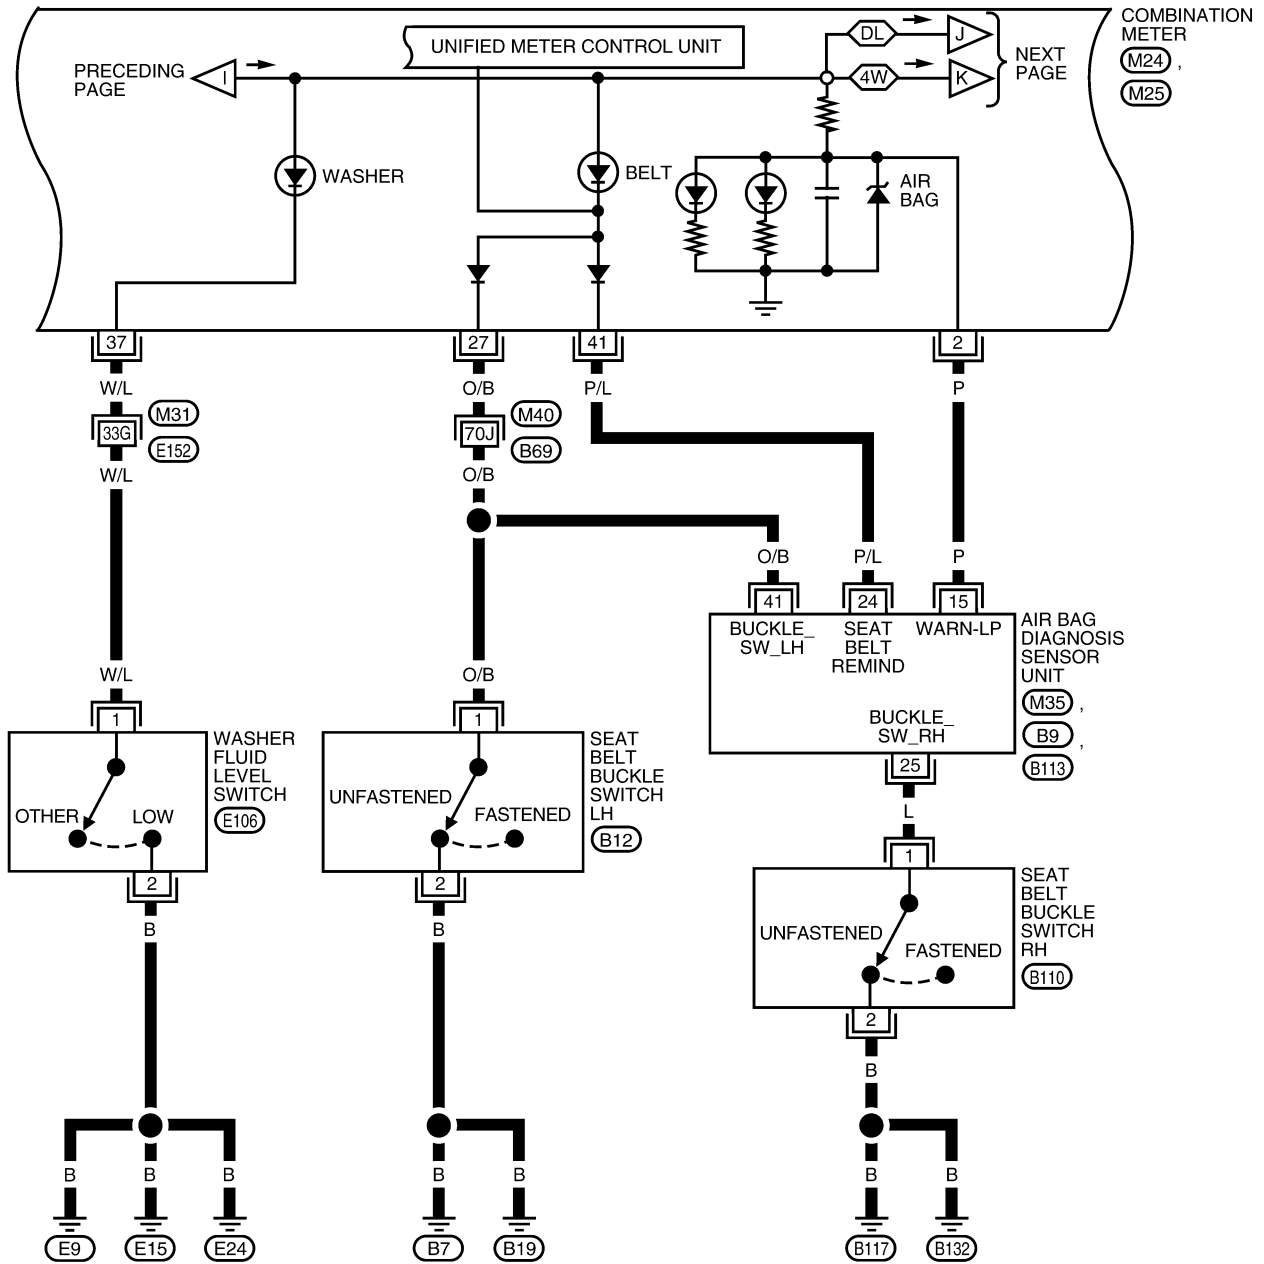 COMBINATION
METER
M24 ,
M25
UNIFIED METER CONTROL UNIT
DL
J
4W
K
NEXT
PAGE
PRECEDING
PAGE
I
WASHER
BELT
AIR
BAG
37
27
41
2
W/L
O/B
P/L
P
33G
M31
E152
70J
M40
B69
W/L
O/B
O/B
P/L
P
41
24
15
BUCKLE_
SW_LH
SEAT
BELT
REMIND
WARN-LP
BUCKLE_
SW_RH
25
AIR BAG
DIAGNOSIS
SENSOR
UNIT
M35 ,
B9 ,
B113
W/L
O/B
1
1
OTHER
LOW
WASHER
FLUID
LEVEL
SWITCH
E106
UNFASTENED
FASTENED
SEAT
BELT
BUCKLE
SWITCH
LH
B12
L
1
UNFASTENED
FASTENED
SEAT
BELT
BUCKLE
SWITCH
RH
B110
2
2
2
B
B
B
B
B
B
B
B
B
B
E9
E15
E24
B7
B19
B117
B132